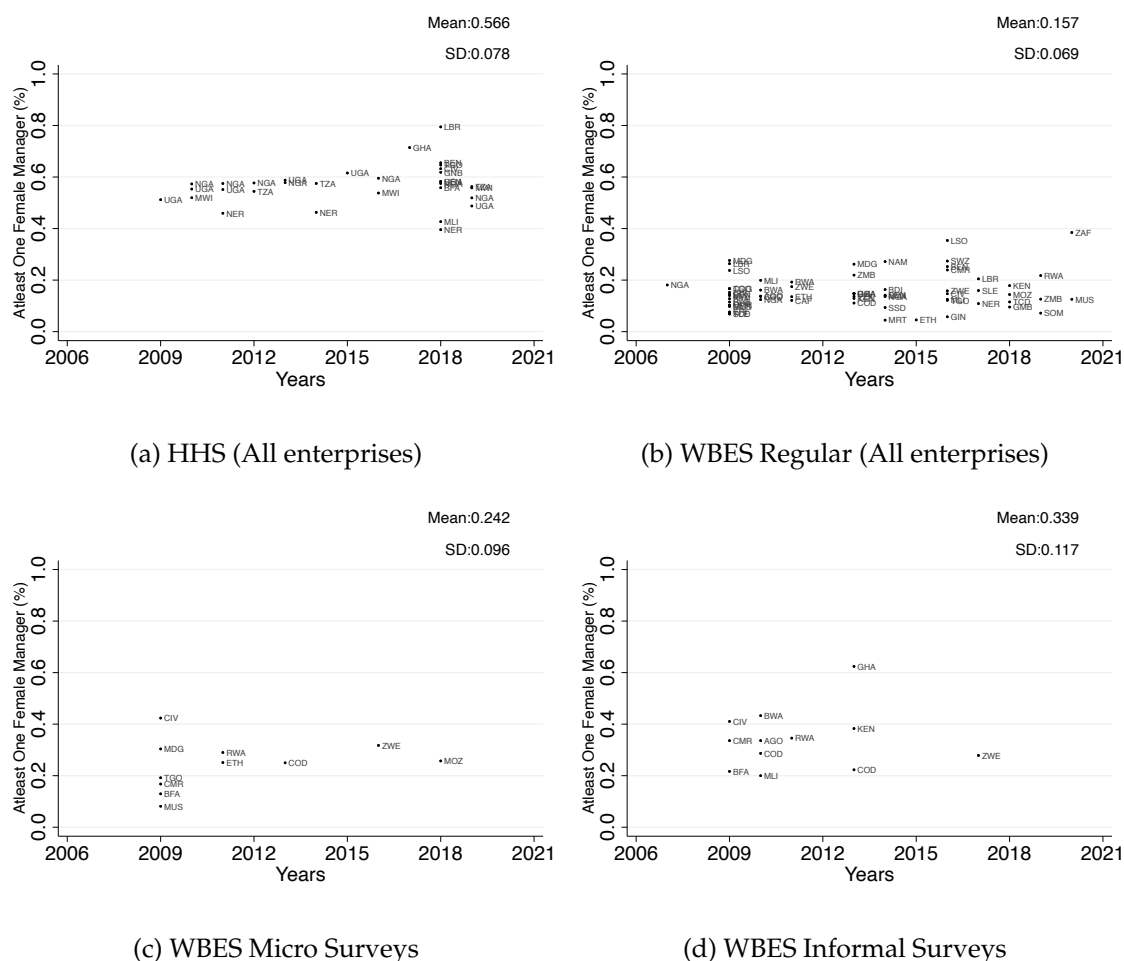 Mean:0.566
SD:0.078
Atleast One Female Manager (%)
1.0
0.8
0.6
0.4
0.2
0.0
LBR
GHA
GNB
UGA
NGA
NGA
NGA
UGA
NGA
TZA
UGA
UGA
TZA
MWI
MWI
UGA
BFA
MWI
NGA
UGA
NER
NER
MLI
NER
2006 2009 2012 2015 2018 2021
Years
(a) HHS (All enterprises)
Mean:0.157
SD:0.069
Atleast One Female Manager (%)
1.0
0.8
0.6
0.4
0.2
0.0
ZAF
LSO
NGA
MDG
LBR
LSO
MLI
BWA
NGA
RWA
ZWE
ETH
CAF
MDG
ZMB
COD
NAM
BDI
SSD
MRT
ETH
SWZ
CMR
ZWE
GIN
LBR
SLE
NER
KEN
MOZ
TCD
GMB
RWA
ZMB
SOM
MUS
2006 2009 2012 2015 2018 2021
Years
(b) WBES Regular (All enterprises)
Mean:0.242
SD:0.096
Atleast One Female Manager (%)
1.0
0.8
0.6
0.4
0.2
0.0
CIV
MDG
TGO
CMR
BFA
MUS
RWA
ETH
COD
ZWE
MOZ
2006 2009 2012 2015 2018 2021
Years
(c) WBES Micro Surveys
Mean:0.339
SD:0.117
Atleast One Female Manager (%)
1.0
0.8
0.6
0.4
0.2
0.0
GHA
CIV
BWA
KEN
CMR
AGO
RWA
COD
ZWE
BFA
MLI
COD
2006 2009 2012 2015 2018 2021
Years
(d) WBES Informal Surveys